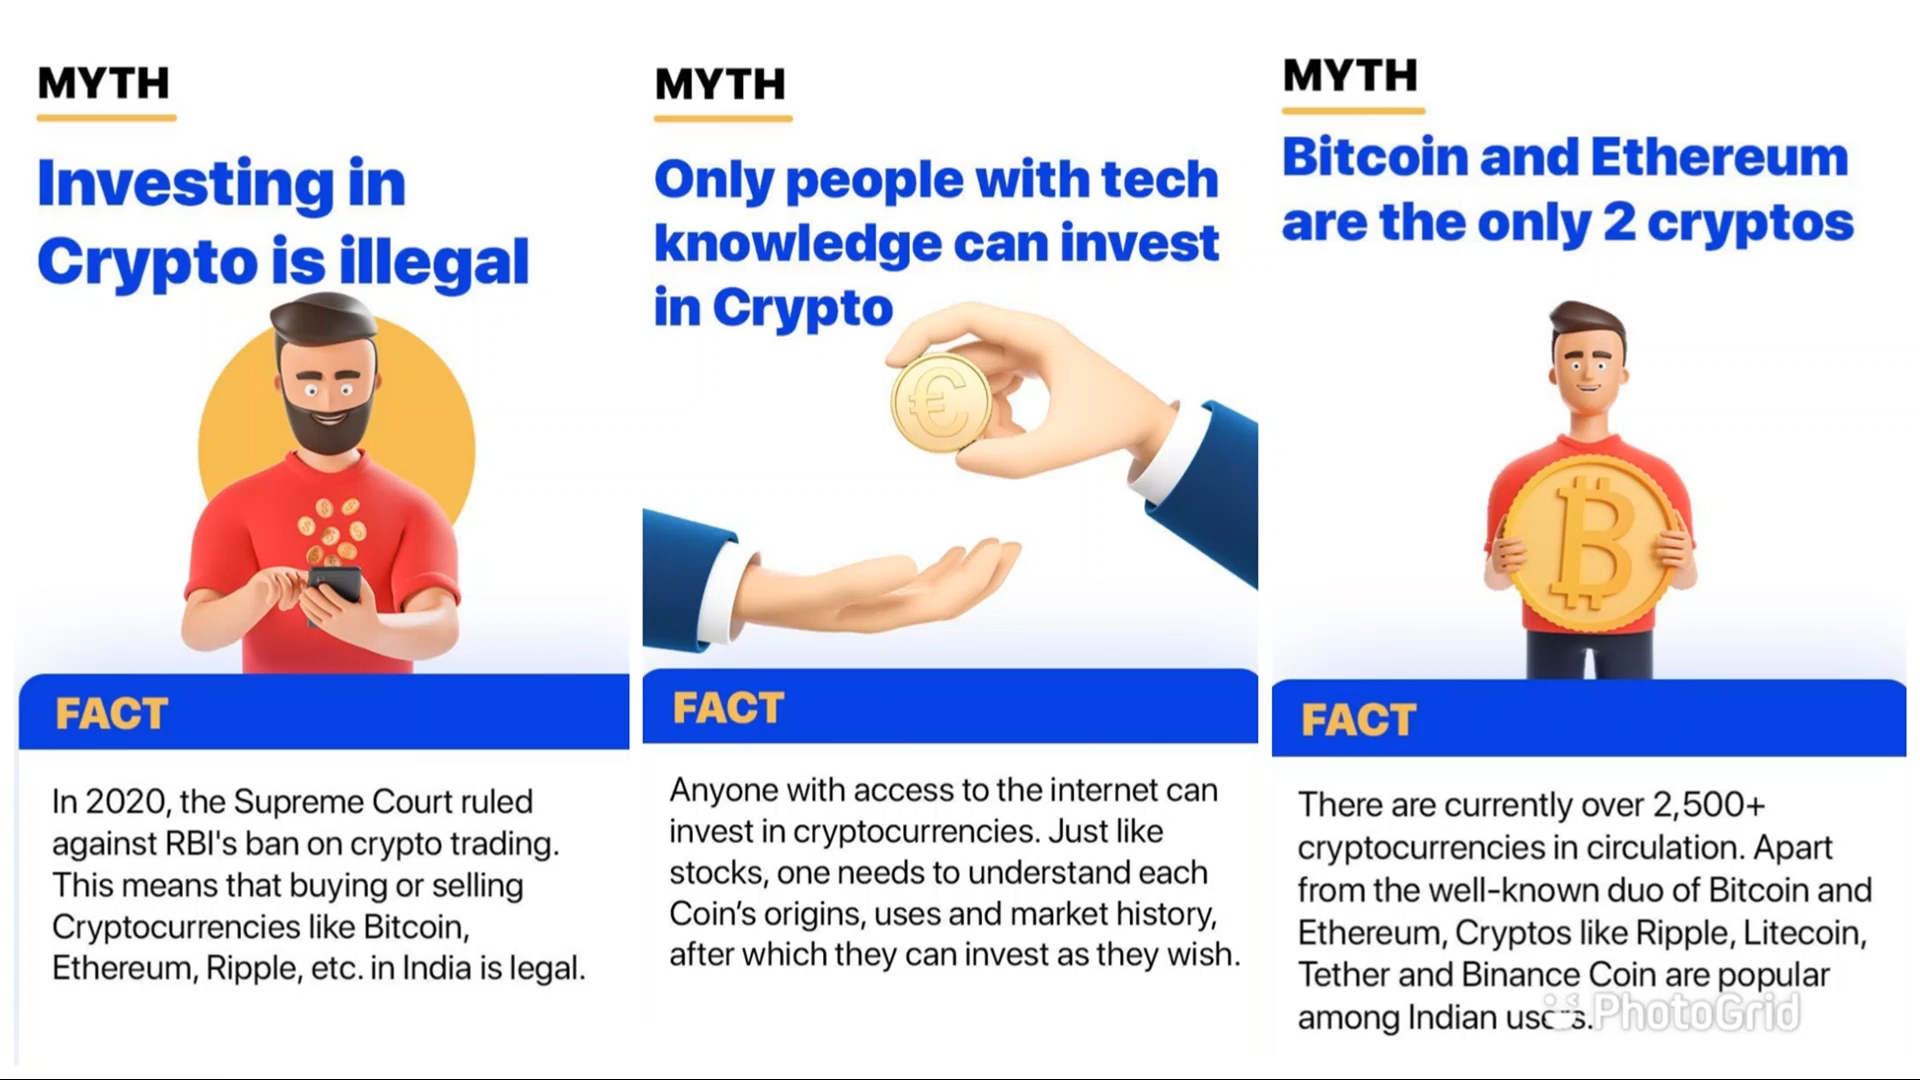 MYTH
Investing in
Crypto is illegal
FACT
In 2020, the Supreme Court ruled
against RBI's ban on crypto trading.
This means that buying or selling
Cryptocurrencies like Bitcoin,
Ethereum, Ripple, etc. in India is legal.
MYTH
Only people with tech
knowledge can invest
in Crypto
FACT
Anyone with access to the internet can
invest in cryptocurrencies. Just like
stocks, one needs to understand each
Coin’s origins, uses and market history,
after which they can invest as they wish.
MYTH
Bitcoin and Ethereum
are the only 2 cryptos
FACT
There are currently over 2,500+
cryptocurrencies in circulation. Apart
from the well-known duo of Bitcoin and
Ethereum, Cryptos like Ripple, Litecoin,
Tether and Binance Coin are popular
among Indian users.
PhotoGrid